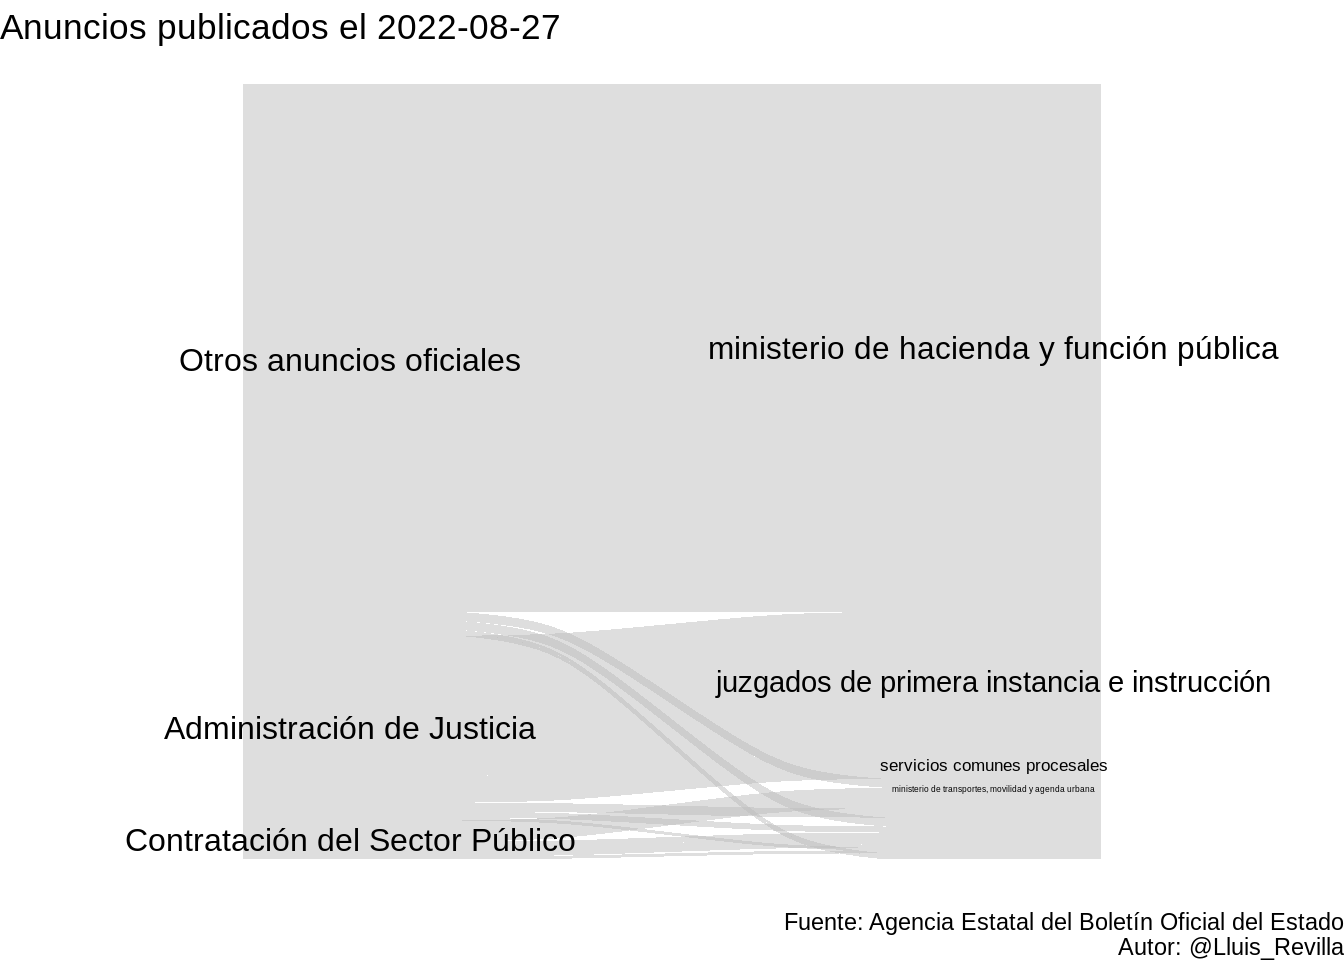 Anuncios publicados el 2022-08-27
Otros anuncios oficiales
ministerio de hacienda y función pública
juzgados de primera instancia e instrucción
Administración de Justicia
servicios comunes procesales
ministerio de transportes, movilidad y agenda urbana
Contratación del Sector Público
Fuente: Agencia Estatal del Boletín Oficial del Estado
Autor: @Lluis_Revilla